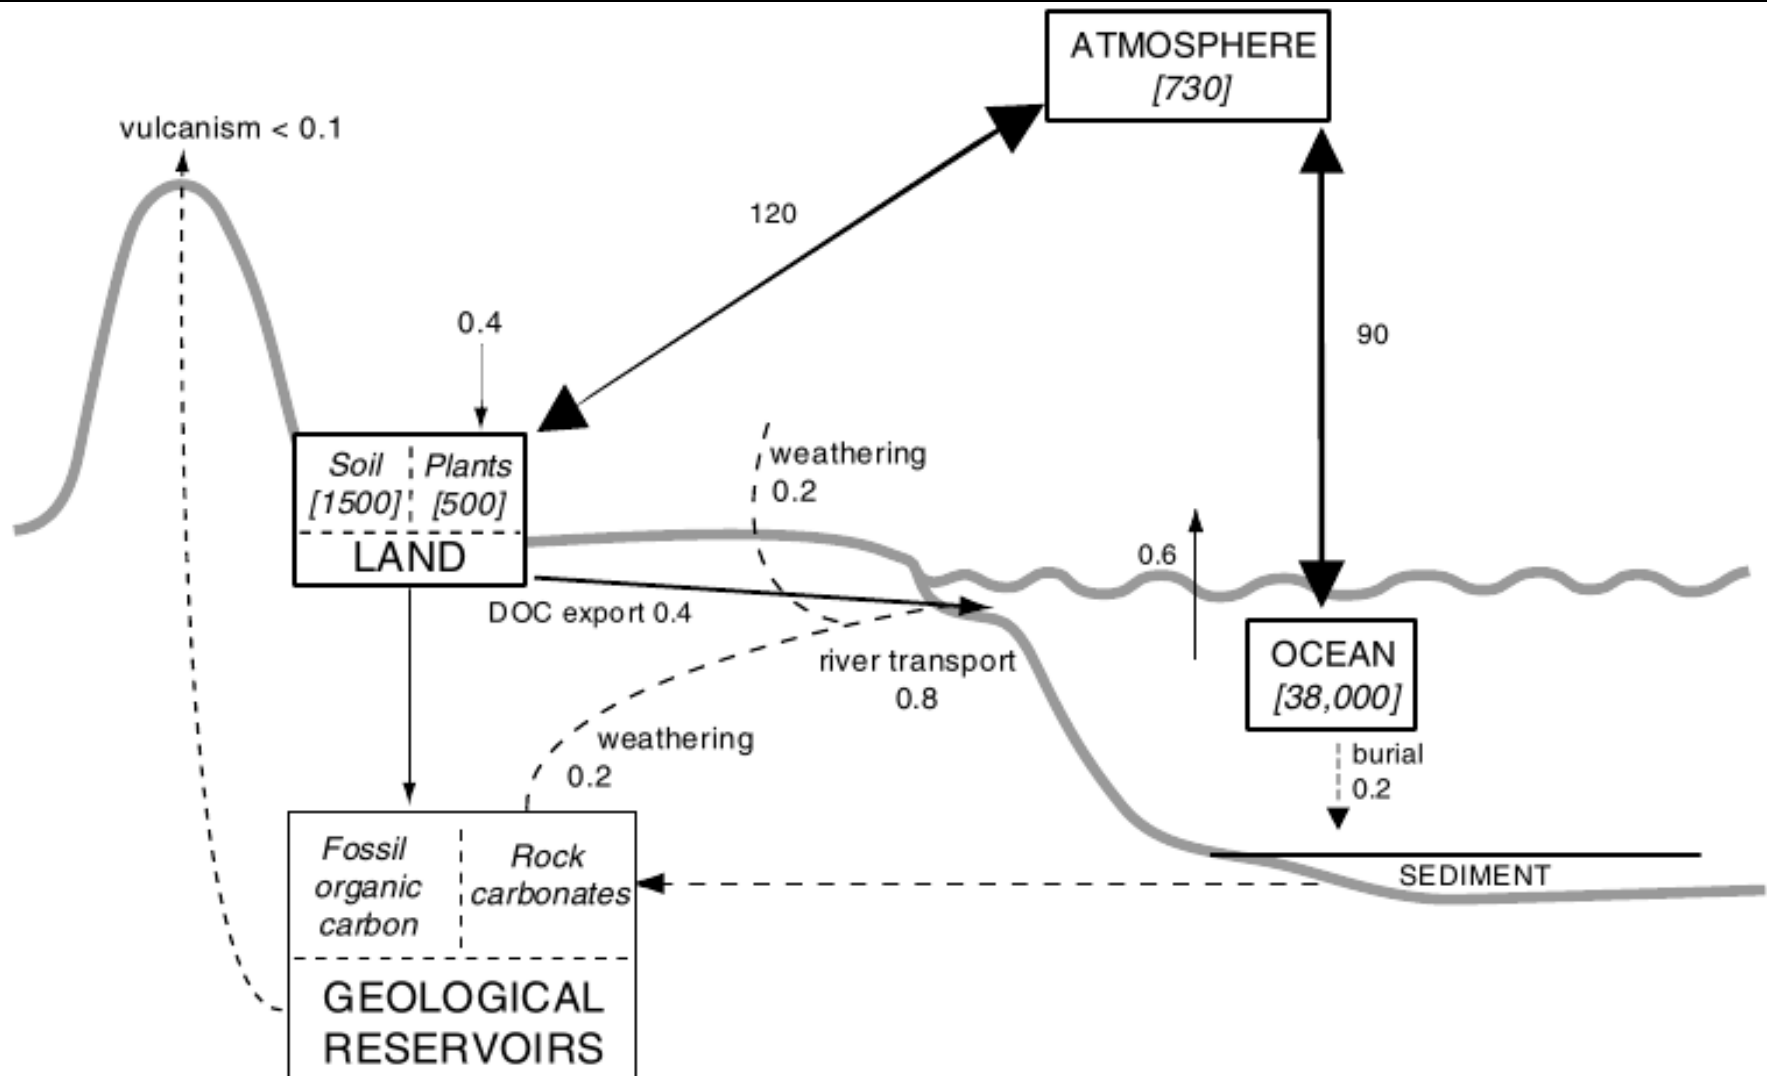 ATMOSPHERE
[730]
vulcanism < 0.1
120
0.4
90
Soil
[1500]
Plants
[500]
LAND
weathering
0.2
0.6
DOC export 0.4
river transport
0.8
OCEAN
[38,000]
weathering
0.2
burial
0.2
Fossil
organic
carbon
Rock
carbonates
SEDIMENT
GEOLOGICAL
RESERVOIRS